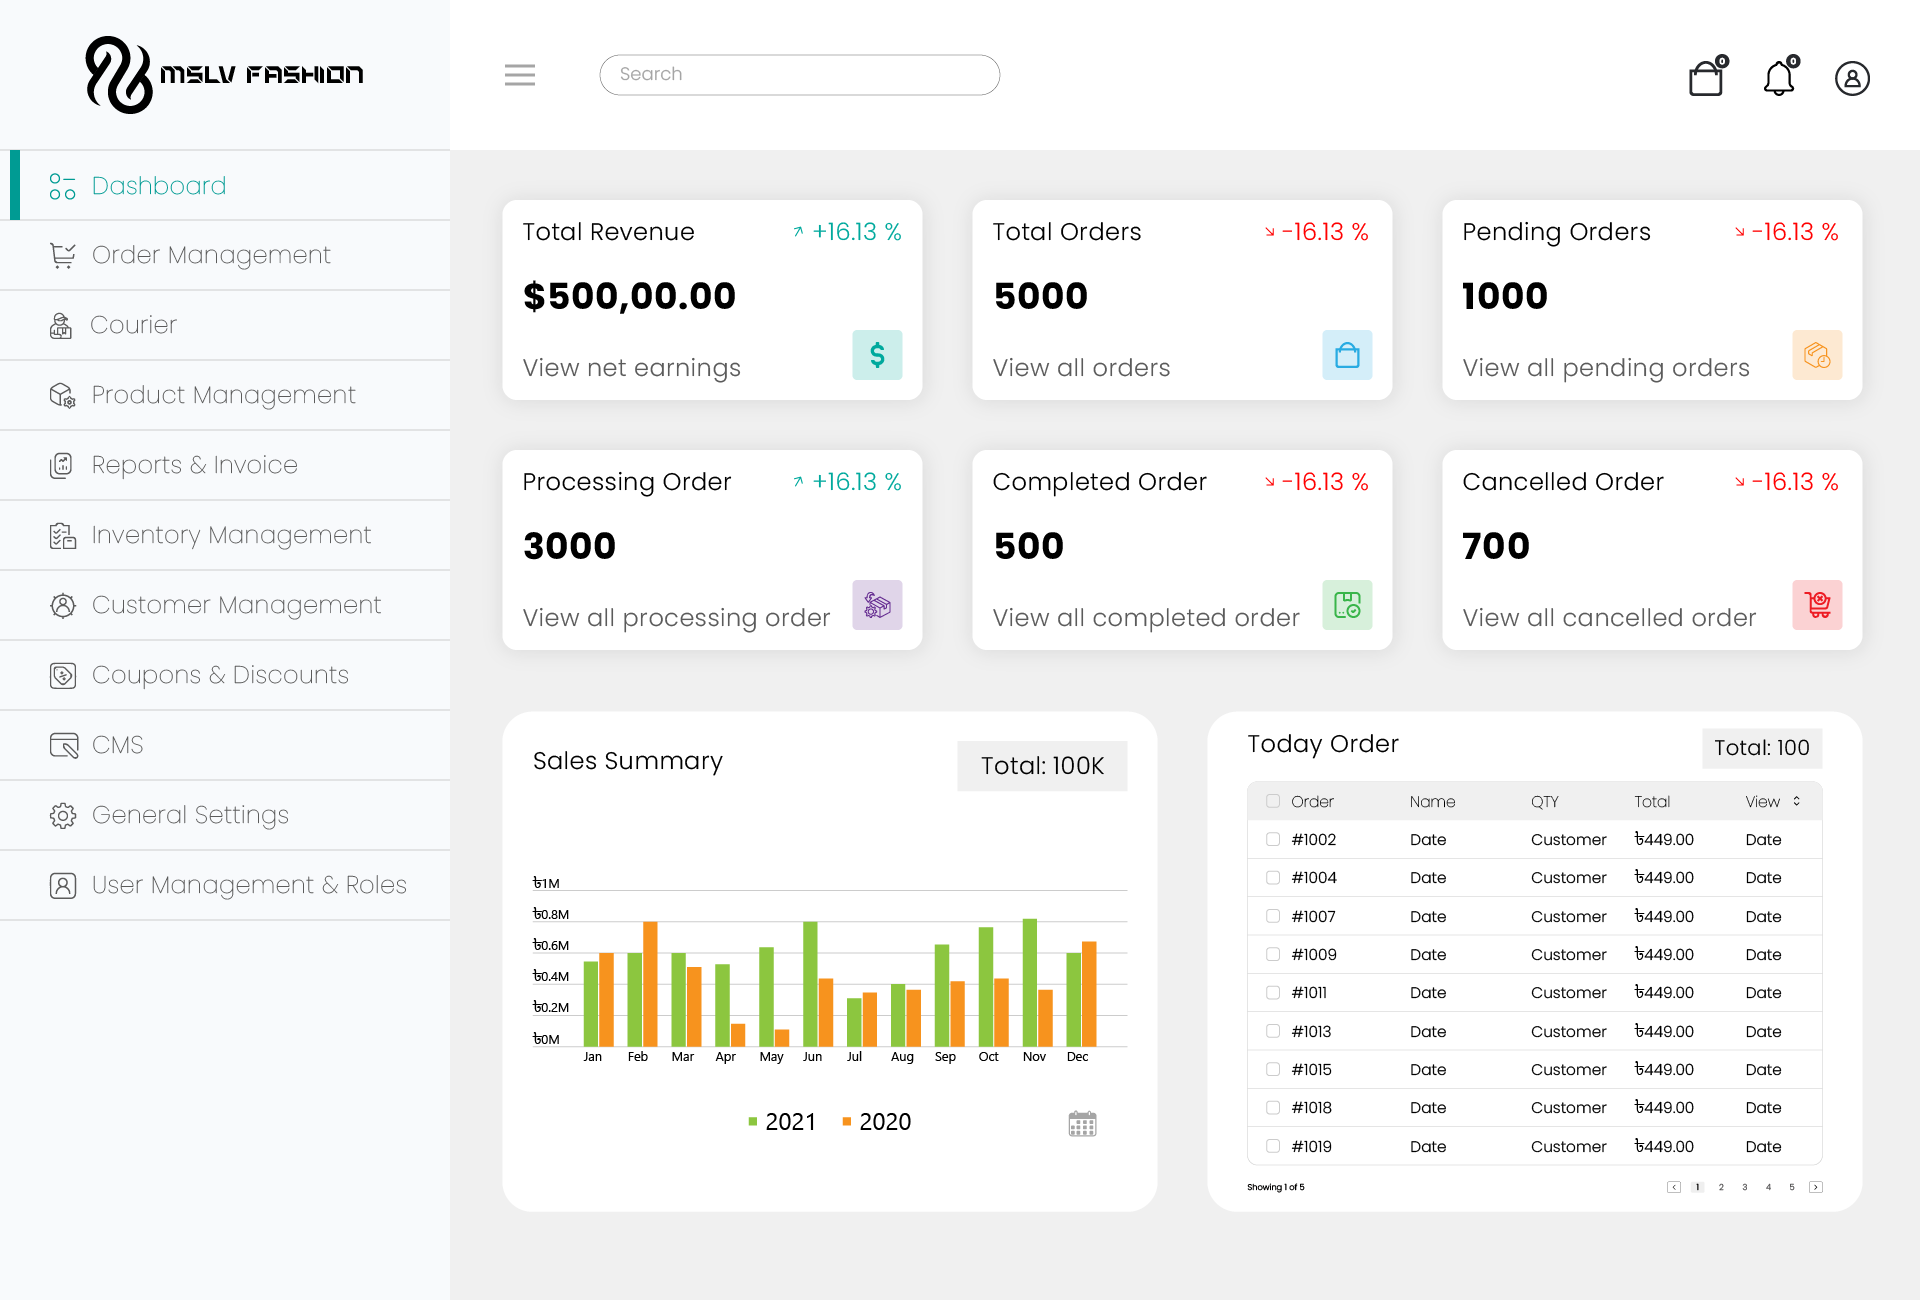 MSLV FASHION
Search
0
0
Dashboard
Order Management
Courier
Product Management
Reports & Invoice
Inventory Management
Customer Management
Coupons & Discounts
CMS
General Settings
User Management & Roles
Total Revenue +16.13 %
$500,00.00
View net earnings
Total Orders -16.13 %
5000
View all orders
Pending Orders -16.13 %
1000
View all pending orders
Processing Order +16.13 %
3000
View all processing order
Completed Order -16.13 %
500
View all completed order
Cancelled Order -16.13 %
700
View all cancelled order
Sales Summary Total: 100K
৳1M
৳0.8M
৳0.6M
৳0.4M
৳0.2M
৳0M
Jan Feb Mar Apr May Jun Jul Aug Sep Oct Nov Dec
2021 2020
Today Order Total: 100
Order Name QTY Total View
#1002 Date Customer ৳449.00 Date
#1004 Date Customer ৳449.00 Date
#1007 Date Customer ৳449.00 Date
#1009 Date Customer ৳449.00 Date
#1011 Date Customer ৳449.00 Date
#1013 Date Customer ৳449.00 Date
#1015 Date Customer ৳449.00 Date
#1018 Date Customer ৳449.00 Date
#1019 Date Customer ৳449.00 Date
Showing 1 of 5 < 1 2 3 4 5 >